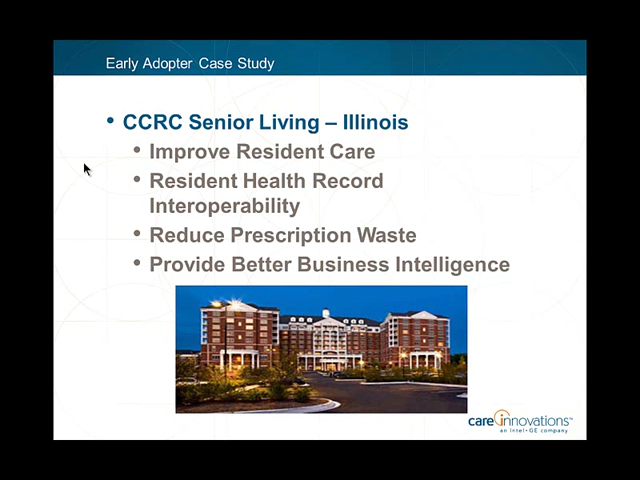 Early Adopter Case Study
• CCRC Senior Living – Illinois
• Improve Resident Care
• Resident Health Record
Interoperability
• Reduce Prescription Waste
• Provide Better Business Intelligence
care innovations™
an Intel • GE company